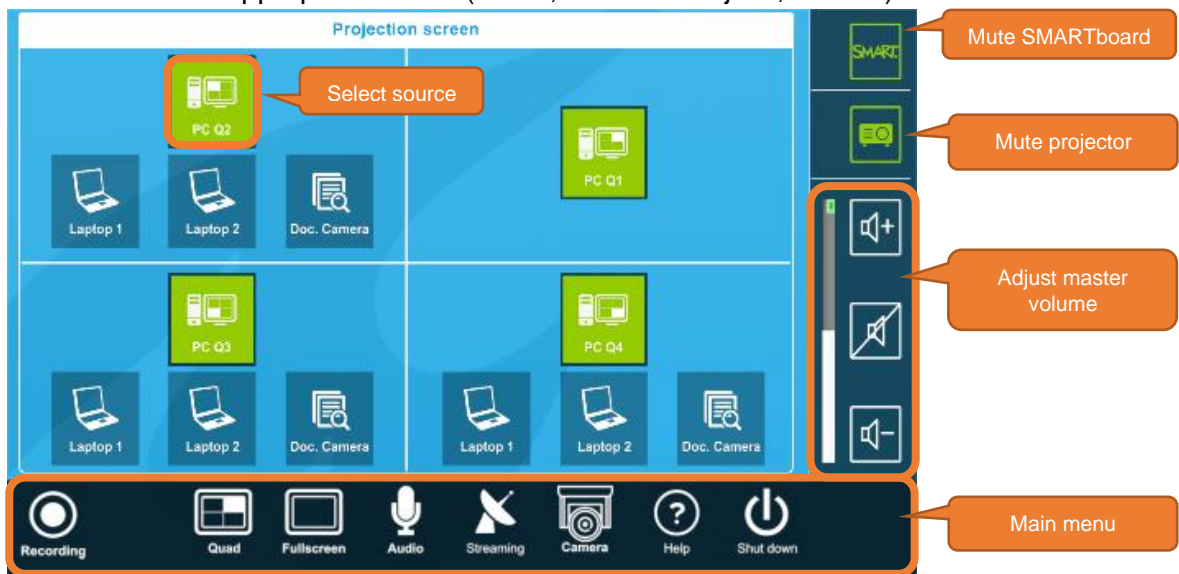 Projection screen
SMART
Mute SMARTboard
PC Q2
Select source
PC Q1
Mute projector
Laptop 1
Laptop 2
Doc. Camera
Adjust master
volume
PC Q3
PC Q4
Laptop 1
Laptop 2
Doc. Camera
Laptop 1
Laptop 2
Doc. Camera
Recording
Quad
Fullscreen
Audio
Streaming
Camera
Help
Shut down
Main menu